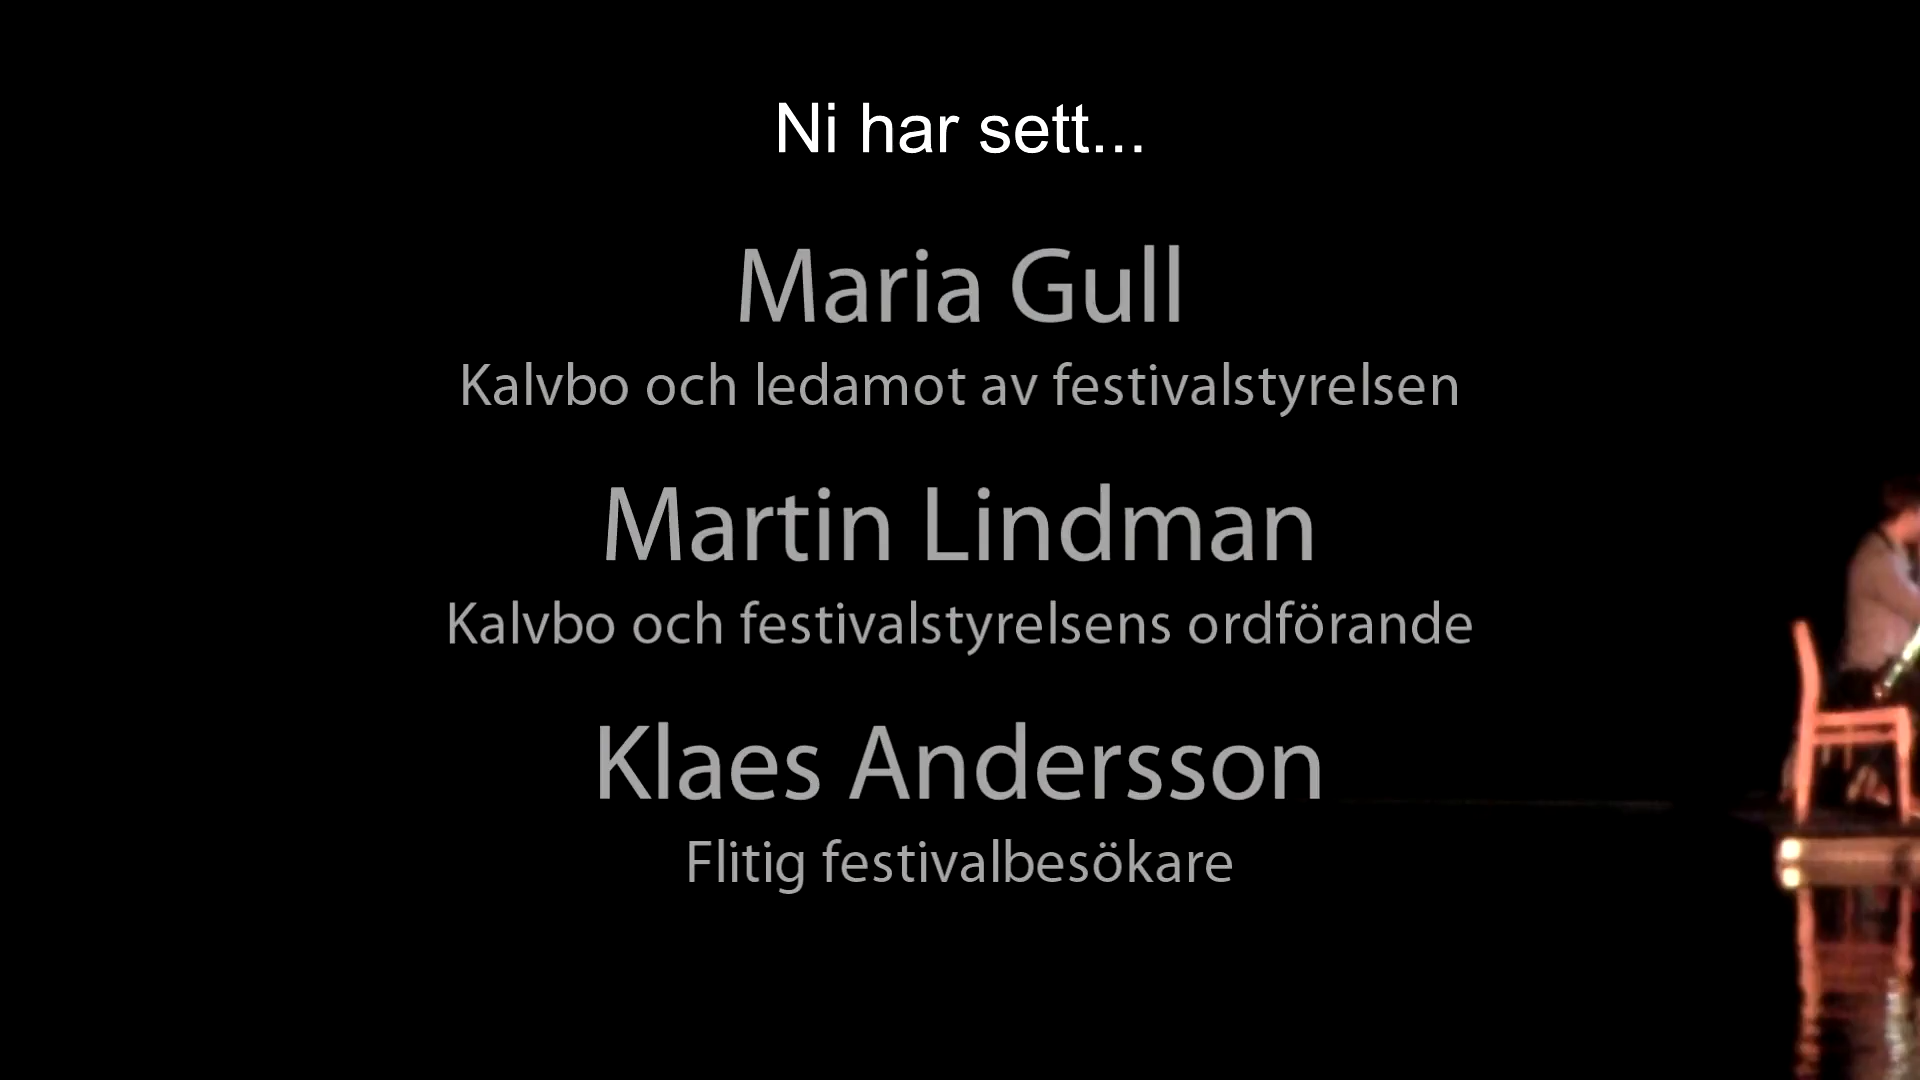 Ni har sett...
Maria Gull
Kalvbo och ledamot av festivalstyrelsen
Martin Lindman
Kalvbo och festivalstyrelsens ordförande
Klaes Andersson
Flitig festivalbesökare